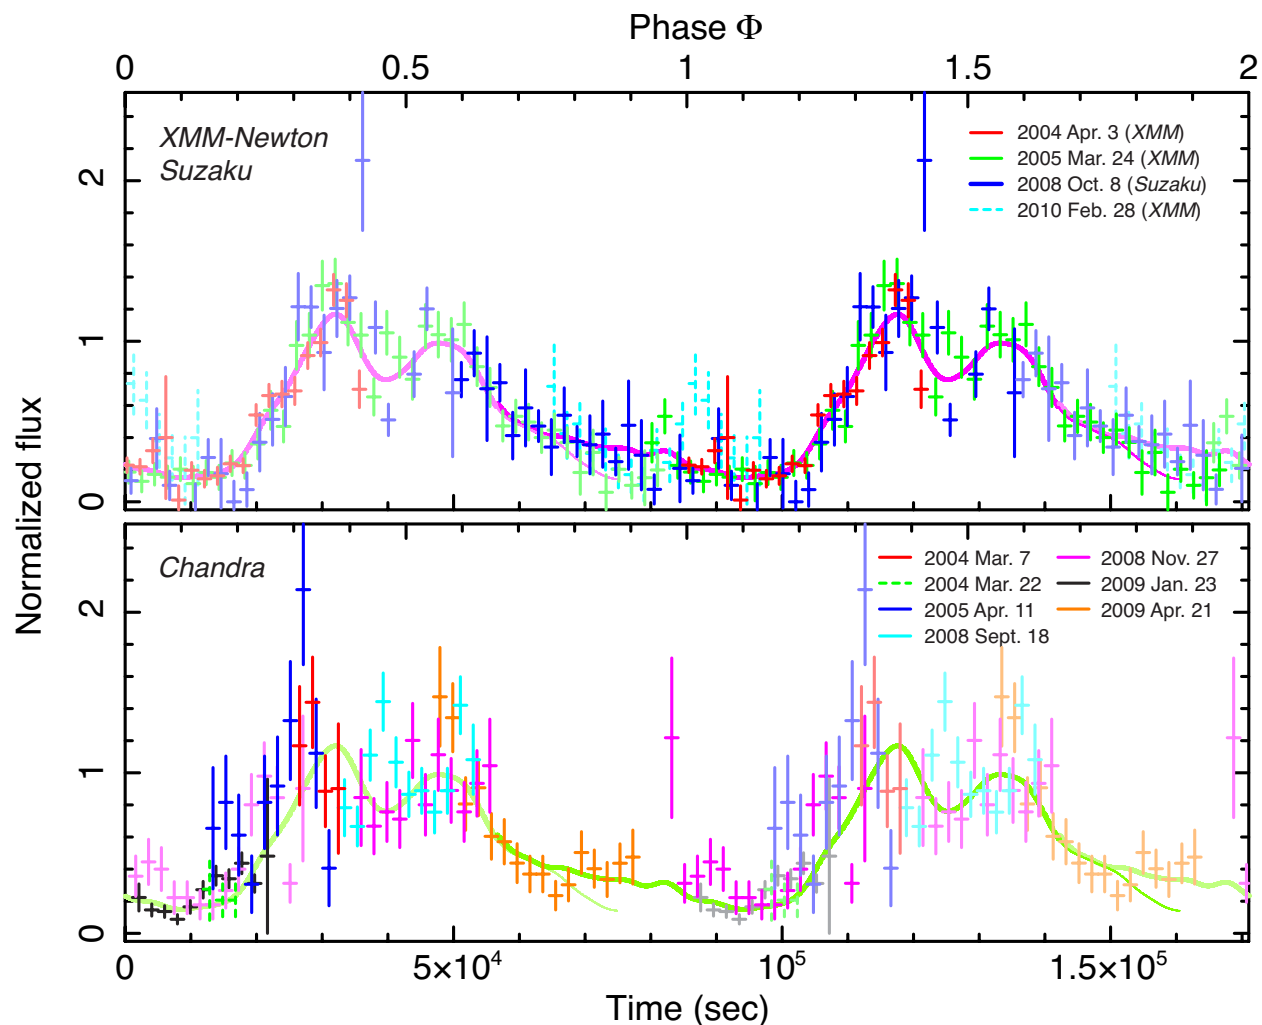 Phase Φ
0 0.5 1 1.5 2
XMM-Newton
Suzaku
2004 Apr. 3 (XMM)
2005 Mar. 24 (XMM)
2008 Oct. 8 (Suzaku)
2010 Feb. 28 (XMM)
2
1
0
Normalized flux
Chandra
2004 Mar. 7 2008 Nov. 27
2004 Mar. 22 2009 Jan. 23
2005 Apr. 11 2009 Apr. 21
2008 Sept. 18
2
1
0
0 5×10⁴ 10⁵ 1.5×10⁵
Time (sec)